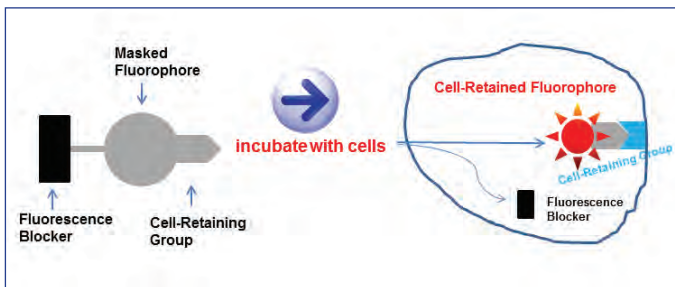 Masked
Fluorophore
Fluorescence
Blocker
Cell-Retaining
Group
incubate with cells
Cell-Retained Fluorophore
Cell-Retaining Group
Fluorescence
Blocker